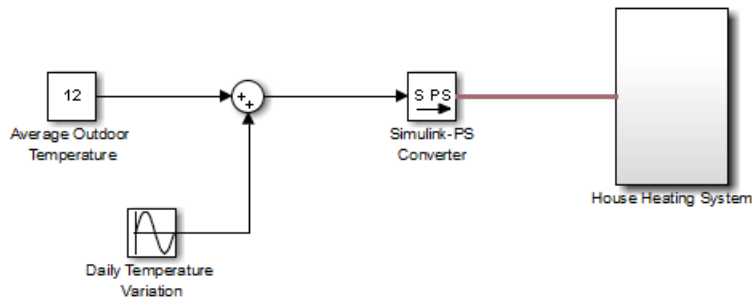 12
Average Outdoor
Temperature
+
+
S PS
Simulink-PS
Converter
House Heating System
Daily Temperature
Variation